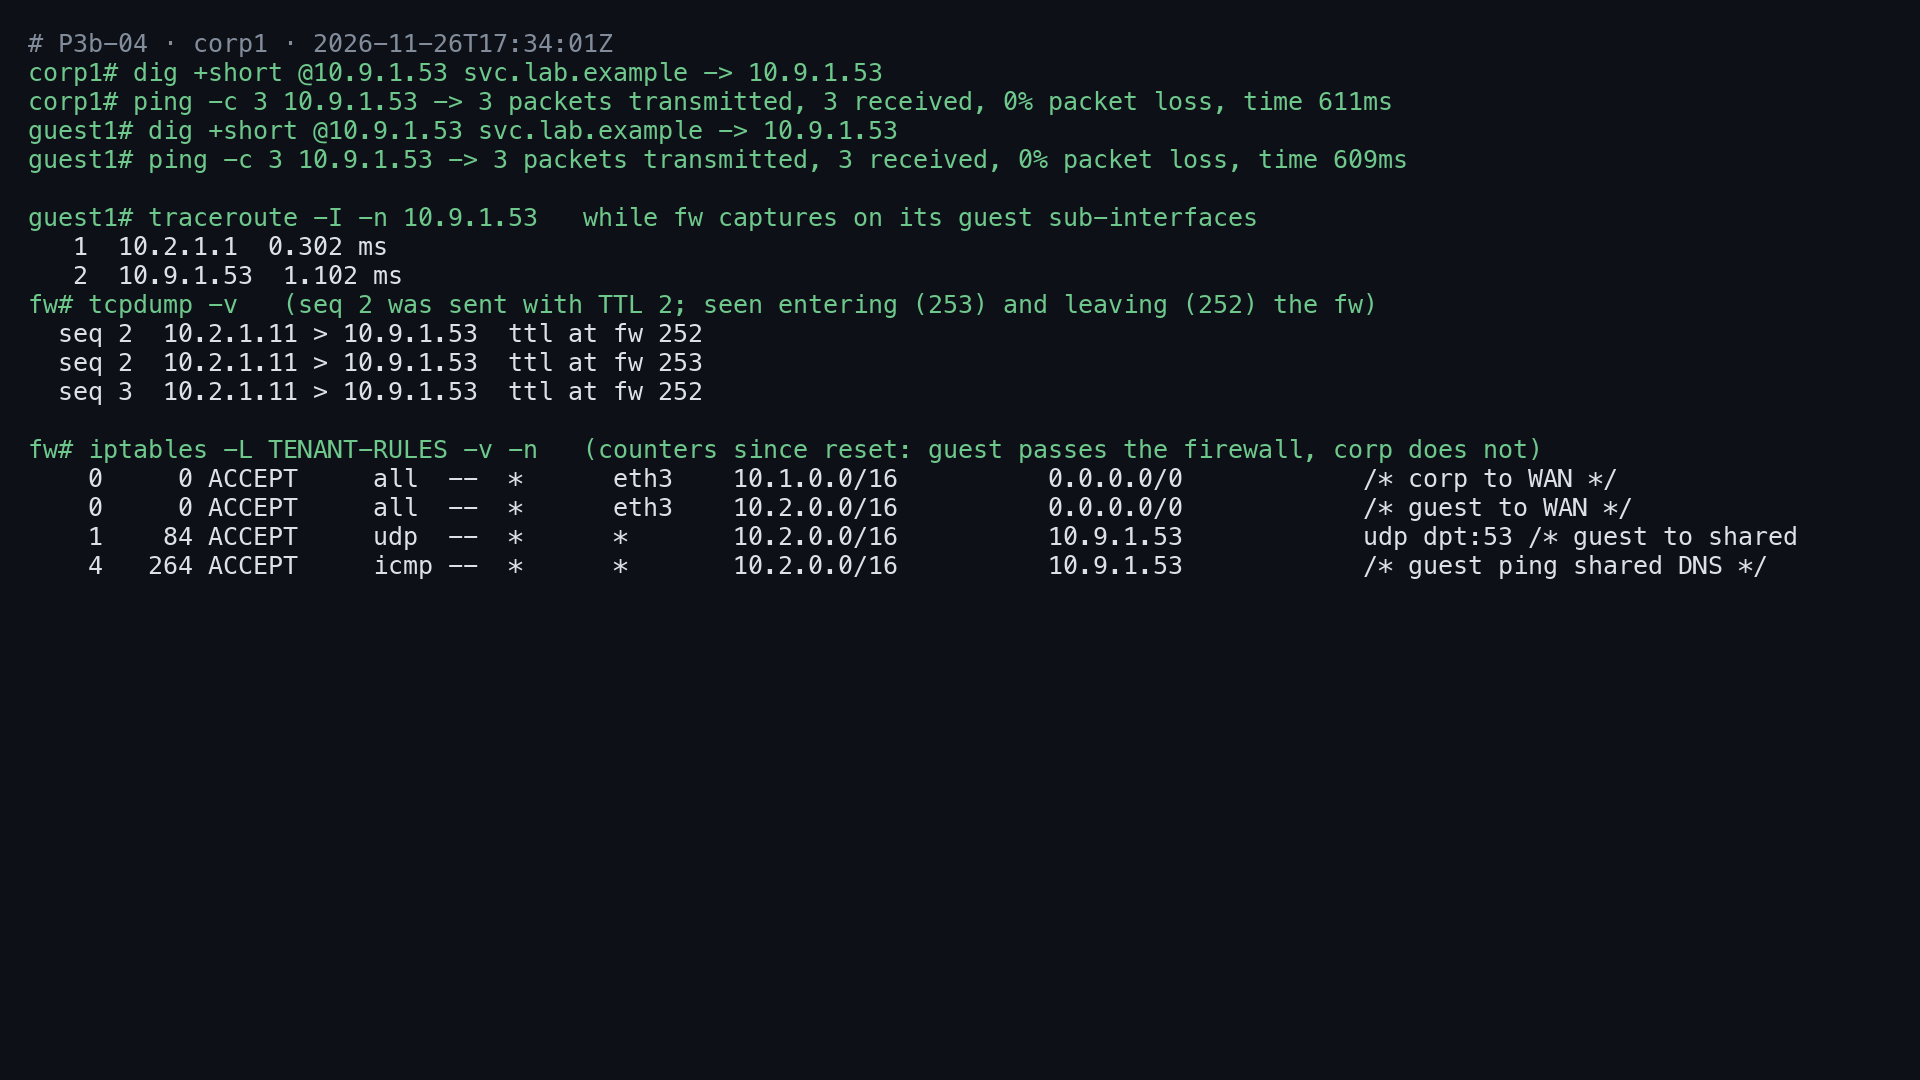 # P3b-04 · corp1 · 2026-11-26T17:34:01Z
corp1# dig +short @10.9.1.53 svc.lab.example -> 10.9.1.53
corp1# ping -c 3 10.9.1.53 -> 3 packets transmitted, 3 received, 0% packet loss, time 611ms
guest1# dig +short @10.9.1.53 svc.lab.example -> 10.9.1.53
guest1# ping -c 3 10.9.1.53 -> 3 packets transmitted, 3 received, 0% packet loss, time 609ms

guest1# traceroute -I -n 10.9.1.53   while fw captures on its guest sub-interfaces
   1  10.2.1.1  0.302 ms
   2  10.9.1.53  1.102 ms
fw# tcpdump -v   (seq 2 was sent with TTL 2; seen entering (253) and leaving (252) the fw)
  seq 2  10.2.1.11 > 10.9.1.53  ttl at fw 252
  seq 2  10.2.1.11 > 10.9.1.53  ttl at fw 253
  seq 3  10.2.1.11 > 10.9.1.53  ttl at fw 252

fw# iptables -L TENANT-RULES -v -n   (counters since reset: guest passes the firewall, corp does not)
    0     0 ACCEPT     all  --  *      eth3    10.1.0.0/16          0.0.0.0/0            /* corp to WAN */
    0     0 ACCEPT     all  --  *      eth3    10.2.0.0/16          0.0.0.0/0            /* guest to WAN */
    1    84 ACCEPT     udp  --  *      *       10.2.0.0/16          10.9.1.53            udp dpt:53 /* guest to shared
    4   264 ACCEPT     icmp --  *      *       10.2.0.0/16          10.9.1.53            /* guest ping shared DNS */